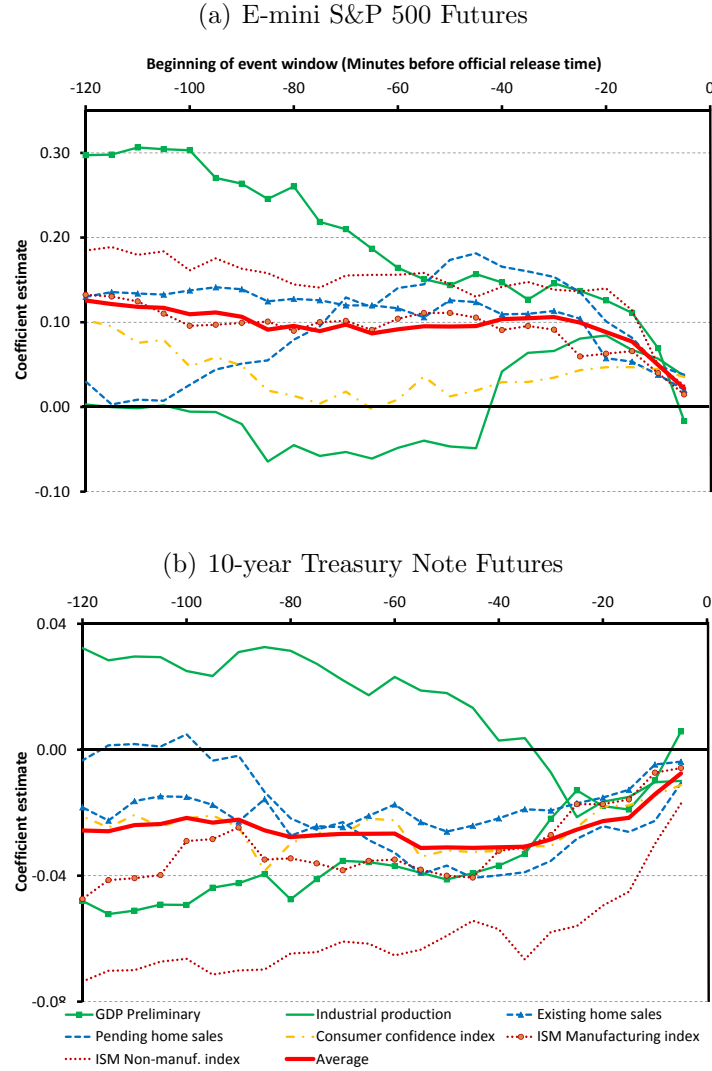 (a) E-mini S&P 500 Futures
Beginning of event window (Minutes before official release time)
-120 -100 -80 -60 -40 -20 0
0.30
0.20
0.10
0.00
-0.10
Coefficient estimate
(b) 10-year Treasury Note Futures
-120 -100 -80 -60 -40 -20 0
0.04
0.00
-0.04
-0.08
Coefficient estimate
GDP Preliminary Industrial production Existing home sales
Pending home sales Consumer confidence index ISM Manufacturing index
ISM Non-manuf. index Average